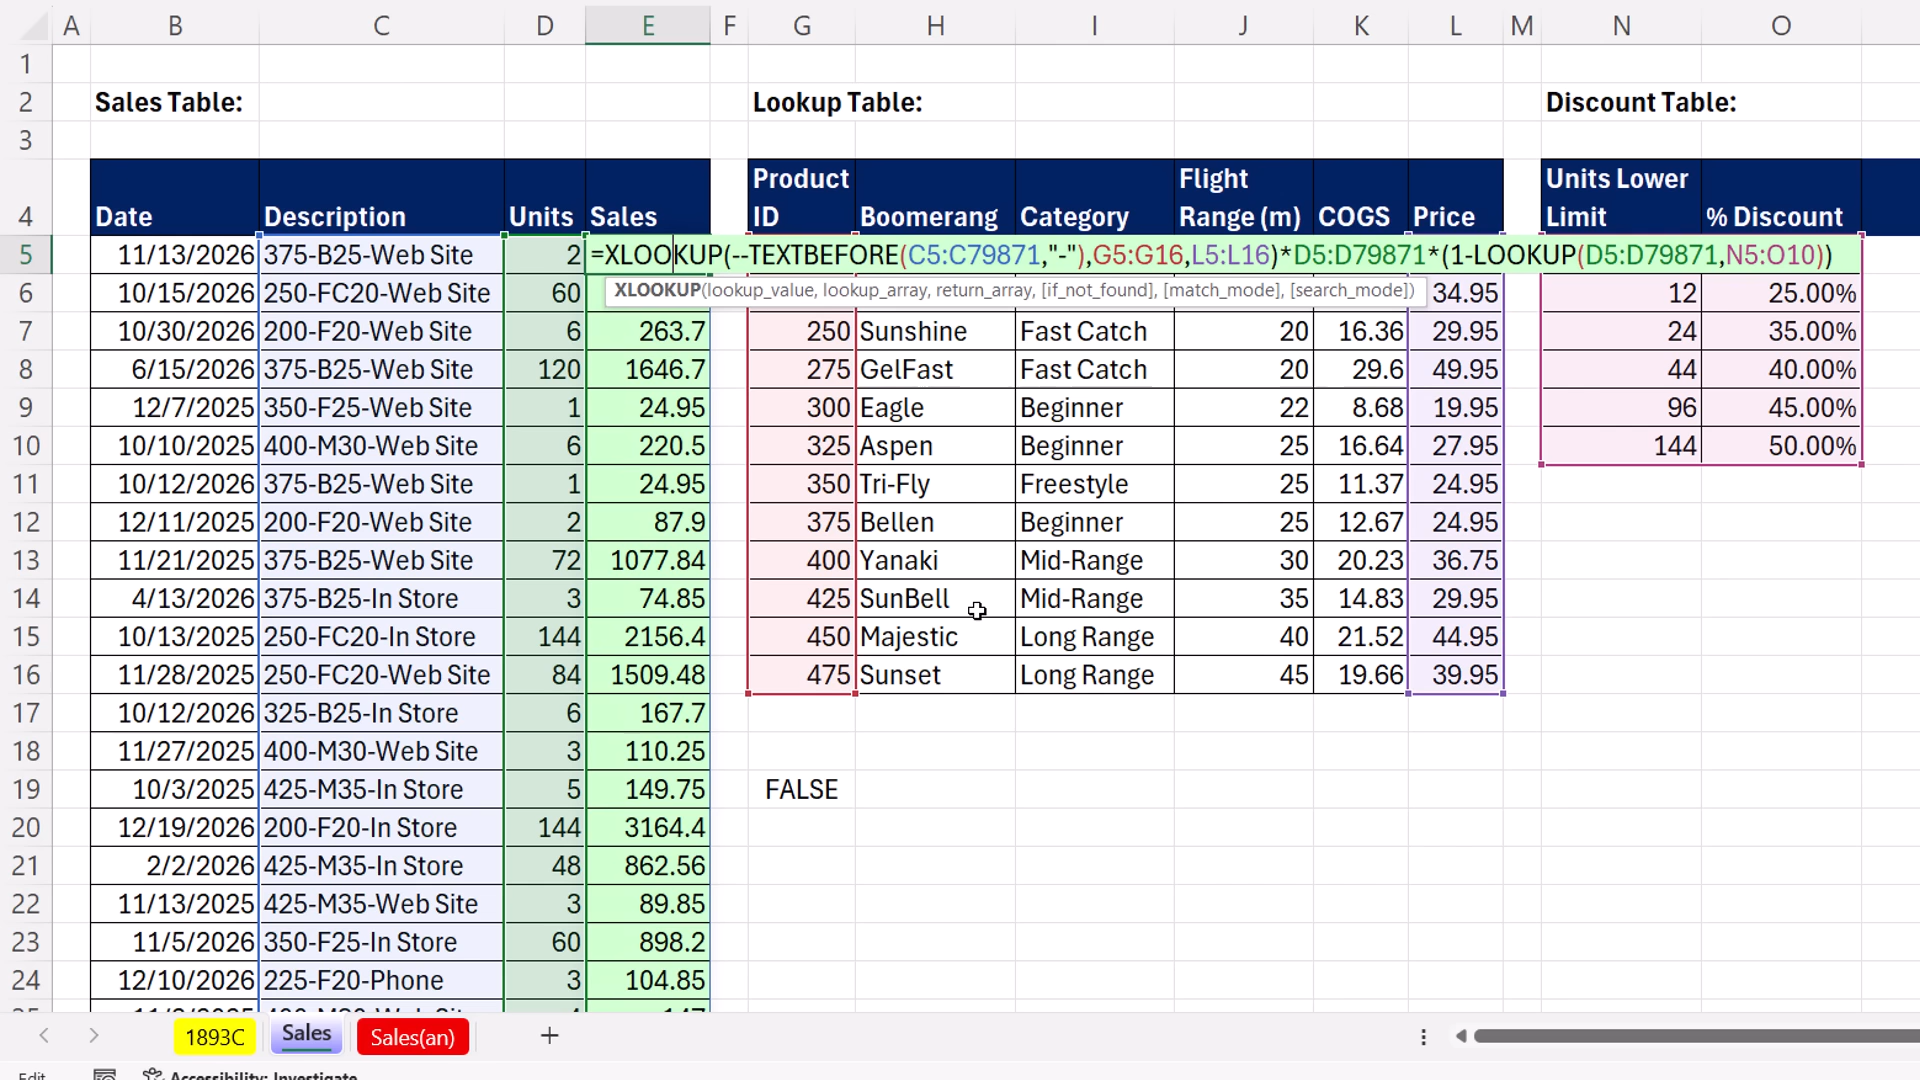 A B C D E F G H I J K L M N O
1
2 Sales Table: Lookup Table: Discount Table:
3
Product Flight Units Lower
4 Date Description Units Sales ID Boomerang Category Range (m) COGS Price Limit % Discount
5 11/13/2026 375-B25-Web Site 2 =XLOOKUP(--TEXTBEFORE(C5:C79871,"-"),G5:G16,L5:L16)*D5:D79871*(1-LOOKUP(D5:D79871,N5:O10))
XLOOKUP(lookup_value, lookup_array, return_array, [if_not_found], [match_mode], [search_mode])
6 10/15/2026 250-FC20-Web Site 60 34.95 12 25.00%
7 10/30/2026 200-F20-Web Site 6 263.7 250 Sunshine Fast Catch 20 16.36 29.95 24 35.00%
8 6/15/2026 375-B25-Web Site 120 1646.7 275 GelFast Fast Catch 20 29.6 49.95 44 40.00%
9 12/7/2025 350-F25-Web Site 1 24.95 300 Eagle Beginner 22 8.68 19.95 96 45.00%
10 10/10/2025 400-M30-Web Site 6 220.5 325 Aspen Beginner 25 16.64 27.95 144 50.00%
11 10/12/2025 375-B25-Web Site 1 24.95 350 Tri-Fly Freestyle 25 11.37 24.95
12 12/11/2025 200-F20-Web Site 2 87.9 375 Bellen Beginner 25 12.67 24.95
13 11/21/2025 375-B25-Web Site 72 1077.84 400 Yanaki Mid-Range 30 20.23 36.75
14 4/13/2026 375-B25-In Store 3 74.85 425 SunBell Mid-Range 35 14.83 29.95
15 10/13/2026 250-FC20-In Store 144 2156.4 450 Majestic Long Range 40 21.52 44.95
16 11/28/2025 250-FC20-Web Site 84 1509.48 475 Sunset Long Range 45 19.66 39.95
17 10/12/2026 325-B25-In Store 6 167.7
18 11/27/2025 400-M30-Web Site 3 110.25
19 10/3/2025 425-M35-In Store 5 149.75 FALSE
20 12/19/2026 200-F20-In Store 144 3164.4
21 2/2/2026 425-M35-In Store 48 862.56
22 11/13/2026 425-M35-Web Site 3 89.85
23 11/5/2026 350-F25-In Store 60 898.2
24 12/10/2026 225-F20-Phone 3 104.85
1893C Sales Sales(an)
Edit Accessibility: Investigate